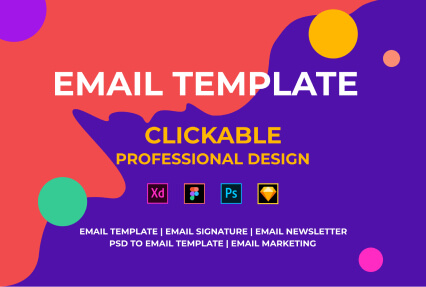 EMAIL TEMPLATE
CLICKABLE
PROFESSIONAL DESIGN
Xd Ps
EMAIL TEMPLATE | EMAIL SIGNATURE | EMAIL NEWSLETTER
PSD TO EMAIL TEMPLATE | EMAIL MARKETING